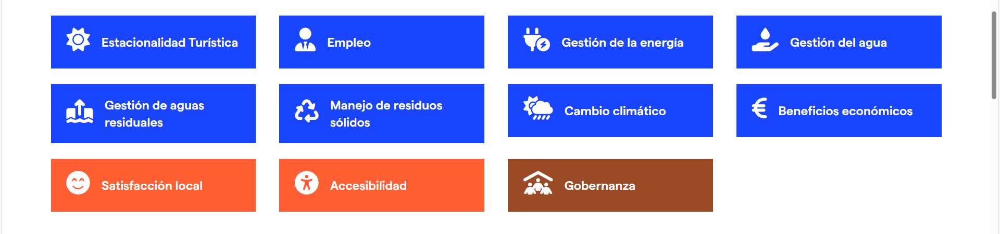 Estacionalidad Turística
Empleo
Gestión de la energía
Gestión del agua
Gestión de aguas
residuales
Manejo de residuos
sólidos
Cambio climático
Beneficios económicos
Satisfacción local
Accesibilidad
Gobernanza